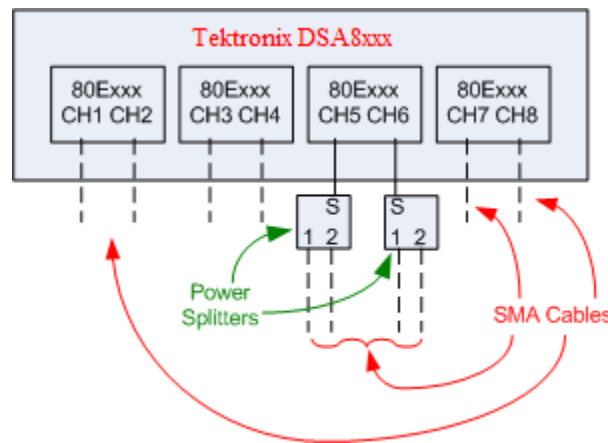 Tektronix DSA8xxx
80Exxx
CH1 CH2
80Exxx
CH3 CH4
80Exxx
CH5 CH6
80Exxx
CH7 CH8
S
1 2
S
1 2
Power
Splitters
SMA Cables